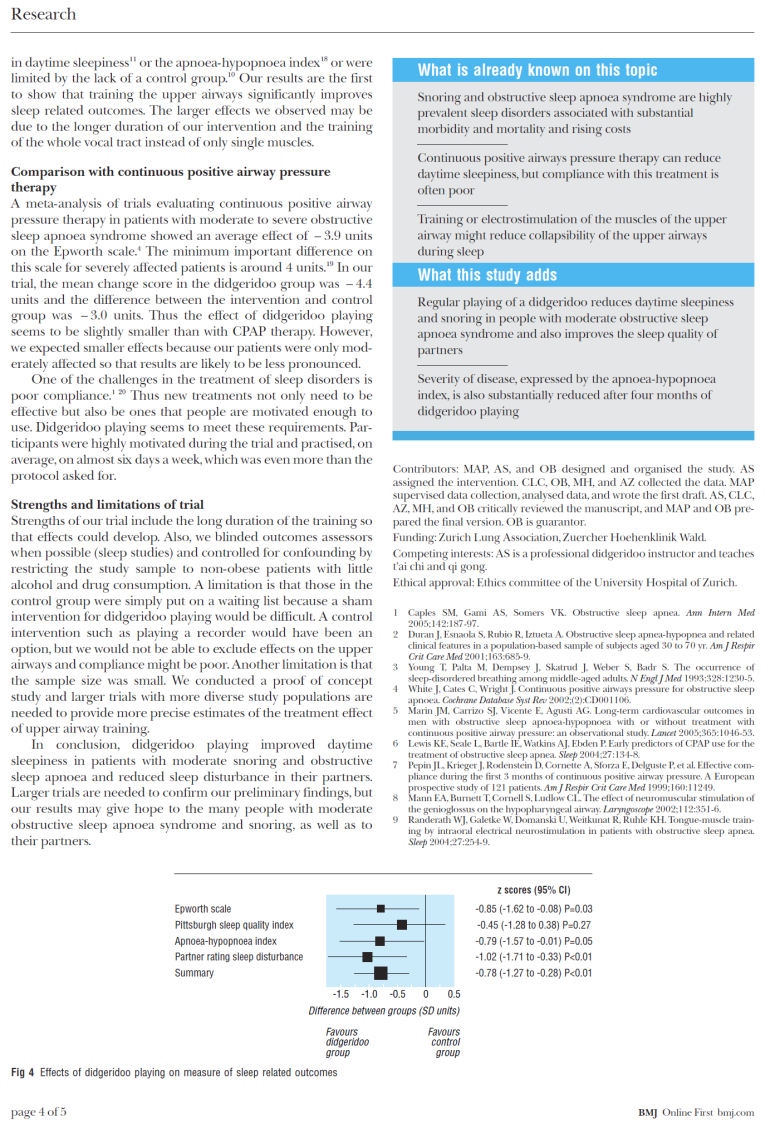 Research
in daytime sleepiness¹¹ or the apnoea-hypopnoea index¹⁸ or were
limited by the lack of a control group.¹⁰ Our results are the first
to show that training the upper airways significantly improves
sleep related outcomes. The larger effects we observed may be
due to the longer duration of our intervention and the training
of the whole vocal tract instead of only single muscles.
Comparison with continuous positive airway pressure
therapy
A meta-analysis of trials evaluating continuous positive airway
pressure therapy in patients with moderate to severe obstructive
sleep apnoea syndrome showed an average effect of – 3.9 units
on the Epworth scale.⁴ The minimum important difference on
this scale for severely affected patients is around 4 units.¹⁹ In our
trial, the mean change score in the didgeridoo group was – 4.4
units and the difference between the intervention and control
group was – 3.0 units. Thus the effect of didgeridoo playing
seems to be slightly smaller than with CPAP therapy. However,
we expected smaller effects because our patients were only mod-
erately affected so that results are likely to be less pronounced.
One of the challenges in the treatment of sleep disorders is
poor compliance.¹ ²⁰ Thus new treatments not only need to be
effective but also be ones that people are motivated enough to
use. Didgeridoo playing seems to meet these requirements. Par-
ticipants were highly motivated during the trial and practised, on
average, on almost six days a week, which was even more than the
protocol asked for.
Strengths and limitations of trial
Strengths of our trial include the long duration of the training so
that effects could develop. Also, we blinded outcomes assessors
when possible (sleep studies) and controlled for confounding by
restricting the study sample to non-obese patients with little
alcohol and drug consumption. A limitation is that those in the
control group were simply put on a waiting list because a sham
intervention for didgeridoo playing would be difficult. A control
intervention such as playing a recorder would have been an
option, but we would not be able to exclude effects on the upper
airways and compliance might be poor. Another limitation is that
the sample size was small. We conducted a proof of concept
study and larger trials with more diverse study populations are
needed to provide more precise estimates of the treatment effect
of upper airway training.
In conclusion, didgeridoo playing improved daytime
sleepiness in patients with moderate snoring and obstructive
sleep apnoea and reduced sleep disturbance in their partners.
Larger trials are needed to confirm our preliminary findings, but
our results may give hope to the many people with moderate
obstructive sleep apnoea syndrome and snoring, as well as to
their partners.
What is already known on this topic
Snoring and obstructive sleep apnoea syndrome are highly
prevalent sleep disorders associated with substantial
morbidity and mortality and rising costs
Continuous positive airways pressure therapy can reduce
daytime sleepiness, but compliance with this treatment is
often poor
Training or electrostimulation of the muscles of the upper
airway might reduce collapsibility of the upper airways
during sleep
What this study adds
Regular playing of a didgeridoo reduces daytime sleepiness
and snoring in people with moderate obstructive sleep
apnoea syndrome and also improves the sleep quality of
partners
Severity of disease, expressed by the apnoea-hypopnoea
index, is also substantially reduced after four months of
didgeridoo playing
Contributors: MAP, AS, and OB designed and organised the study. AS
assigned the intervention. CLC, OB, MH, and AZ collected the data. MAP
supervised data collection, analysed data, and wrote the first draft. AS, CLC,
AZ, MH, and OB critically reviewed the manuscript, and MAP and OB pre-
pared the final version. OB is guarantor.
Funding: Zurich Lung Association, Zuercher Hoehenklinik Wald.
Competing interests: AS is a professional didgeridoo instructor and teaches
t'ai chi and qi gong.
Ethical approval: Ethics committee of the University Hospital of Zurich.
1 Caples SM, Gami AS, Somers VK. Obstructive sleep apnea. Ann Intern Med
2005;142:187-97.
2 Duran J, Esnaola S, Rubio R, Iztueta A. Obstructive sleep apnea-hypopnea and related
clinical features in a population-based sample of subjects aged 30 to 70 yr. Am J Respir
Crit Care Med 2001;163:685-9.
3 Young T, Palta M, Dempsey J, Skatrud J, Weber S, Badr S. The occurrence of
sleep-disordered breathing among middle-aged adults. N Engl J Med 1993;328:1230-5.
4 White J, Cates C, Wright J. Continuous positive airways pressure for obstructive sleep
apnoea. Cochrane Database Syst Rev 2002;(2):CD001106.
5 Marin JM, Carrizo SJ, Vicente E, Agusti AG. Long-term cardiovascular outcomes in
men with obstructive sleep apnoea-hypopnoea with or without treatment with
continuous positive airway pressure: an observational study. Lancet 2005;365:1046-53.
6 Lewis KE, Seale L, Bartle IE, Watkins AJ, Ebden P. Early predictors of CPAP use for the
treatment of obstructive sleep apnea. Sleep 2004;27:134-8.
7 Pepin JL, Krieger J, Rodenstein D, Cornette A, Sforza E, Delguste P, et al. Effective com-
pliance during the first 3 months of continuous positive airway pressure. A European
prospective study of 121 patients. Am J Respir Crit Care Med 1999;160:11249.
8 Mann EA, Burnett T, Cornell S, Ludlow CL. The effect of neuromuscular stimulation of
the genioglossus on the hypopharyngeal airway. Laryngoscope 2002;112:351-6.
9 Randerath WJ, Galetke W, Domanski U, Weitkunat R, Ruhle KH. Tongue-muscle train-
ing by intraoral electrical neurostimulation in patients with obstructive sleep apnea.
Sleep 2004;27:254-9.
z scores (95% CI)
Epworth scale -0.85 (-1.62 to -0.08) P=0.03
Pittsburgh sleep quality index -0.45 (-1.28 to 0.38) P=0.27
Apnoea-hypopnoea index -0.79 (-1.57 to -0.01) P=0.05
Partner rating sleep disturbance -1.02 (-1.71 to -0.33) P<0.01
Summary -0.78 (-1.27 to -0.28) P<0.01
-1.5 -1.0 -0.5 0 0.5
Difference between groups (SD units)
Favours didgeridoo group
Favours control group
Fig 4 Effects of didgeridoo playing on measure of sleep related outcomes
page 4 of 5
BMJ Online First bmj.com